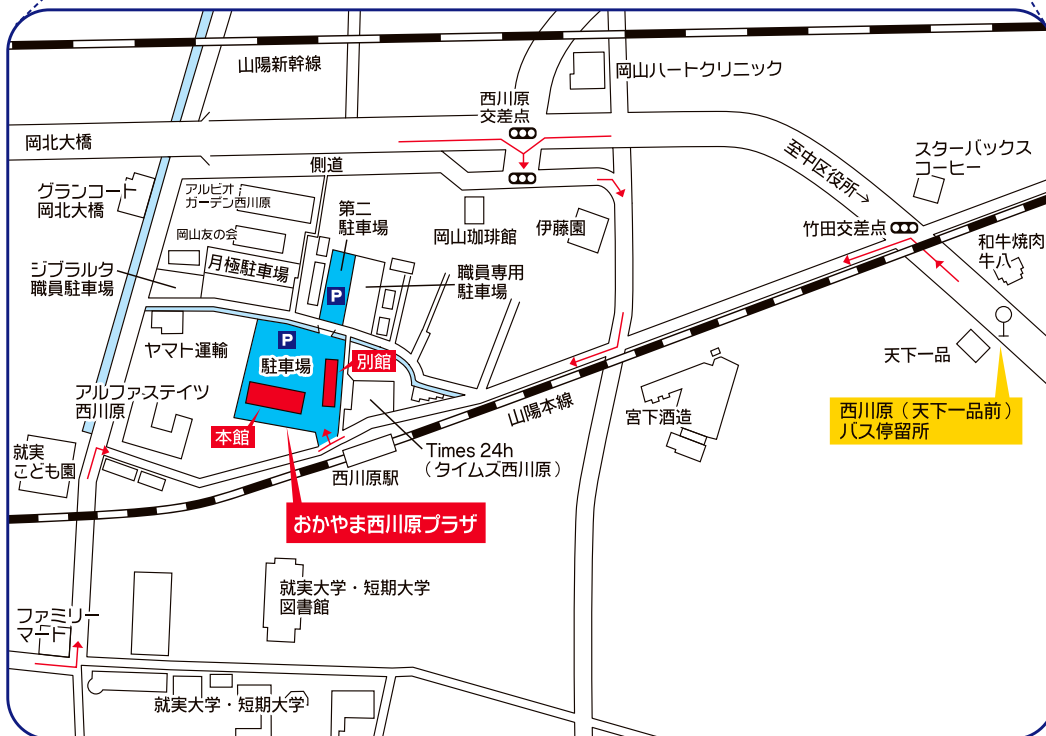 山陽新幹線
岡山ハートクリニック
西川原
交差点
岡北大橋
側道
至中区役所→
スターバックス
コーヒー
グランコート
岡北大橋
アルビオ
ガーデン西川原
第二
駐車場
岡山珈琲館
伊藤園
竹田交差点
岡山友の会
月極駐車場
和牛焼肉
牛八
ジブラルタ
職員駐車場
職員専用
駐車場
P
P
ヤマト運輸
駐車場
別館
天下一品
アルファステイツ
西川原
山陽本線
宮下酒造
西川原（天下一品前）
バス停留所
本館
就実
こども園
Times 24h
（タイムズ西川原）
西川原駅
おかやま西川原プラザ
就実大学・短期大学
図書館
ファミリー
マート
就実大学・短期大学